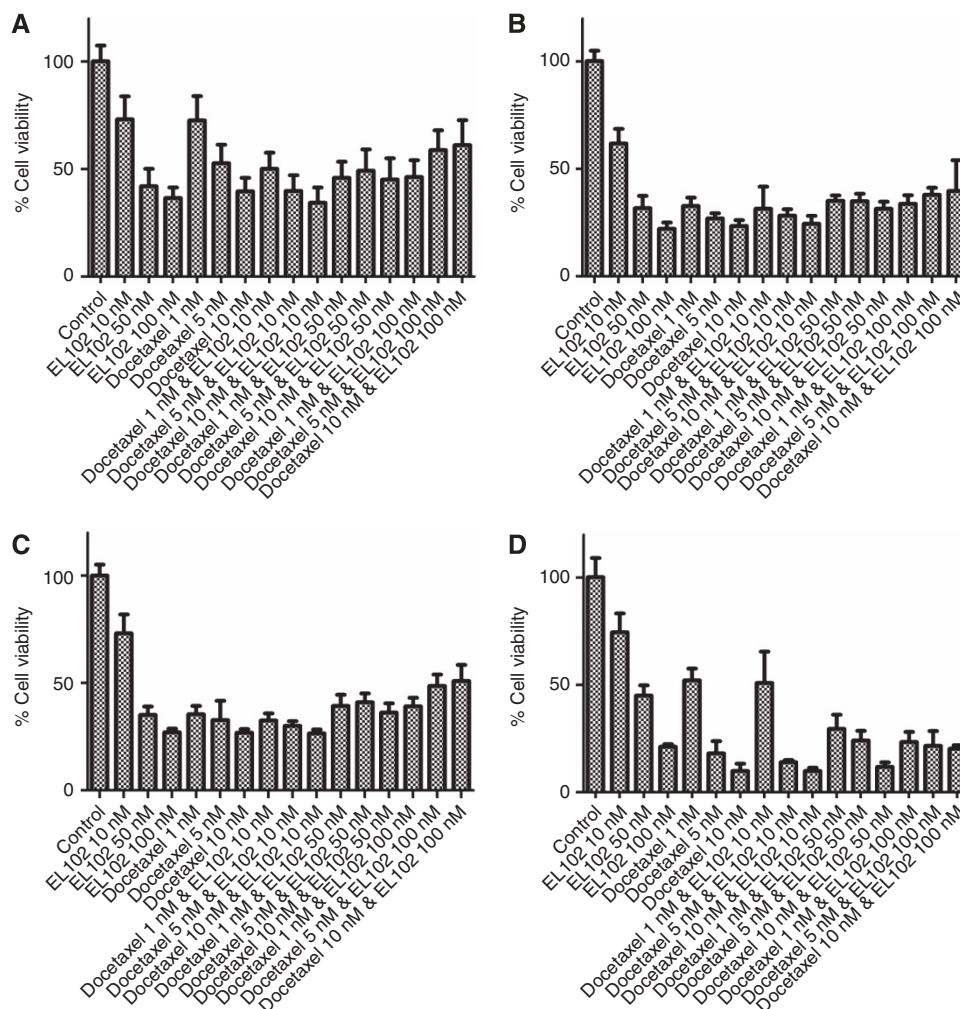 A
% Cell viability
100
50
0
Control
EL102 10 nM
EL102 50 nM
EL102 100 nM
Docetaxel 1 nM
Docetaxel 5 nM
Docetaxel 10 nM
Docetaxel 1 nM & EL102 10 nM
Docetaxel 5 nM & EL102 10 nM
Docetaxel 10 nM & EL102 10 nM
Docetaxel 1 nM & EL102 50 nM
Docetaxel 5 nM & EL102 50 nM
Docetaxel 10 nM & EL102 50 nM
Docetaxel 1 nM & EL102 100 nM
Docetaxel 5 nM & EL102 100 nM
Docetaxel 10 nM & EL102 100 nM
B
% Cell viability
100
50
0
Control
EL102 10 nM
EL102 50 nM
EL102 100 nM
Docetaxel 1 nM
Docetaxel 5 nM
Docetaxel 10 nM
Docetaxel 1 nM & EL102 10 nM
Docetaxel 5 nM & EL102 10 nM
Docetaxel 10 nM & EL102 10 nM
Docetaxel 1 nM & EL102 50 nM
Docetaxel 5 nM & EL102 50 nM
Docetaxel 10 nM & EL102 50 nM
Docetaxel 1 nM & EL102 100 nM
Docetaxel 5 nM & EL102 100 nM
Docetaxel 10 nM & EL102 100 nM
C
% Cell viability
100
50
0
Control
EL102 10 nM
EL102 50 nM
EL102 100 nM
Docetaxel 1 nM
Docetaxel 5 nM
Docetaxel 10 nM
Docetaxel 1 nM & EL102 10 nM
Docetaxel 5 nM & EL102 10 nM
Docetaxel 10 nM & EL102 10 nM
Docetaxel 1 nM & EL102 50 nM
Docetaxel 5 nM & EL102 50 nM
Docetaxel 10 nM & EL102 50 nM
Docetaxel 1 nM & EL102 100 nM
Docetaxel 5 nM & EL102 100 nM
Docetaxel 10 nM & EL102 100 nM
D
% Cell viability
100
50
0
Control
EL102 10 nM
EL102 50 nM
EL102 100 nM
Docetaxel 1 nM
Docetaxel 5 nM
Docetaxel 10 nM
Docetaxel 1 nM & EL102 10 nM
Docetaxel 5 nM & EL102 10 nM
Docetaxel 10 nM & EL102 10 nM
Docetaxel 1 nM & EL102 50 nM
Docetaxel 5 nM & EL102 50 nM
Docetaxel 10 nM & EL102 50 nM
Docetaxel 1 nM & EL102 100 nM
Docetaxel 5 nM & EL102 100 nM
Docetaxel 10 nM & EL102 100 nM